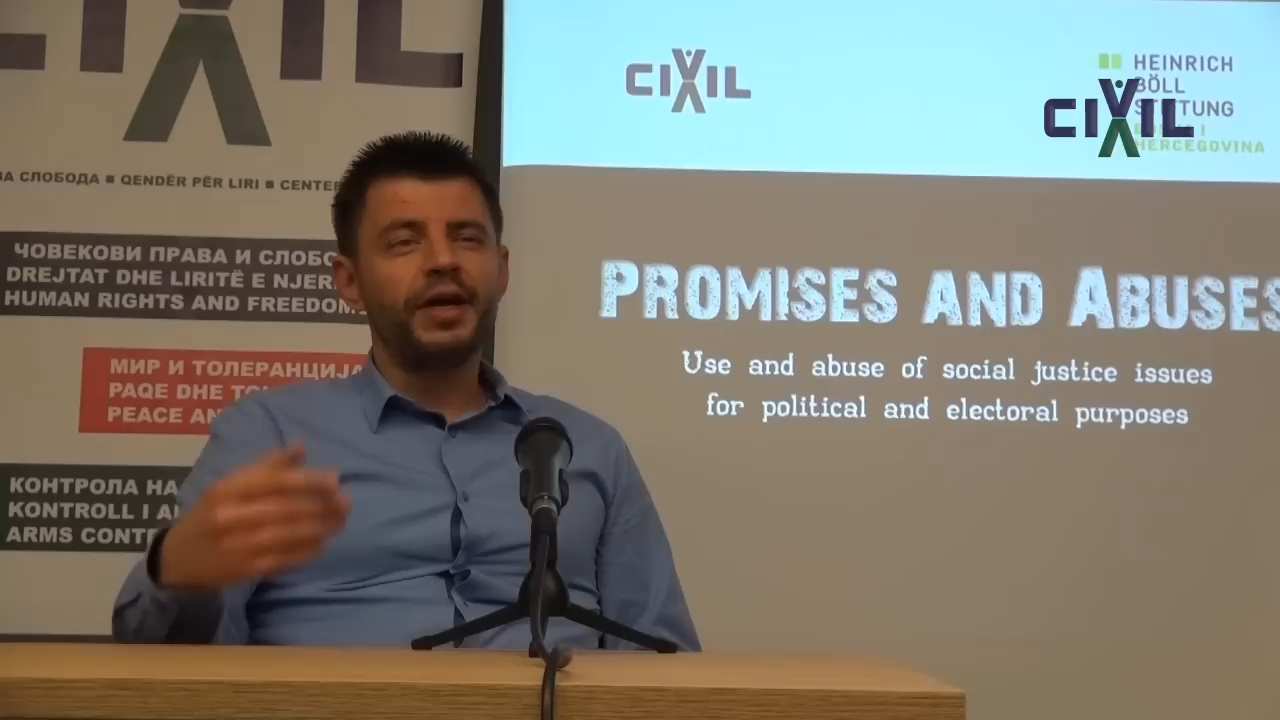 CIVIL
ЗА СЛОБОДА ■ QENDËR PËR LIRI ■ CENTER
ЧОВЕКОВИ ПРАВА И СЛОБО
DREJTAT DHE LIRITË E NJER
HUMAN RIGHTS AND FREEDOM
МИР И ТОЛЕРАНЦИЈА
PAQE DHE TO
PEACE AN
КОНТРОЛА НА
KONTROLL I A
ARMS CONT
CIVIL
HEINRICH
BÖLL
STIFTUNG
HERCEGOVINA
CIVIL
PROMISES AND ABUSES
Use and abuse of social justice issues
for political and electoral purposes